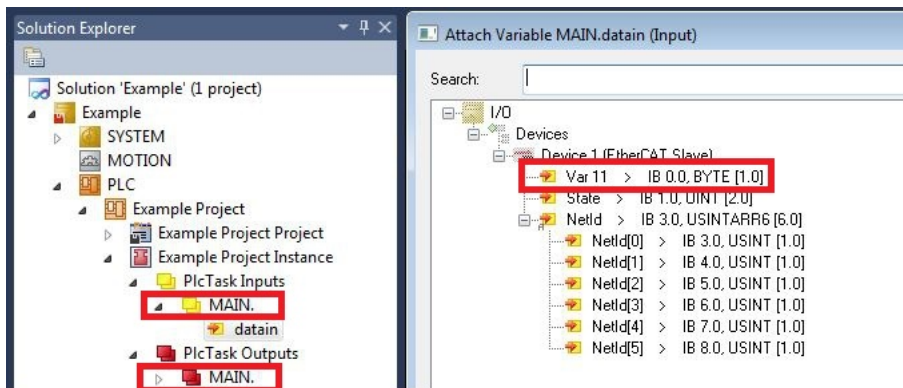 Solution Explorer
Solution 'Example' (1 project)
Example
SYSTEM
MOTION
PLC
Example Project
Example Project Project
Example Project Instance
PlcTask Inputs
MAIN.
datain
PlcTask Outputs
MAIN.
Attach Variable MAIN.datain (Input)
Search:
I/O
Devices
Device 1 (EtherCAT Slave)
Var 11 > IB 0.0, BYTE [1.0]
State > IB 1.0, UINT [2.0]
NetId > IB 3.0, USINTARR6 [6.0]
NetId[0] > IB 3.0, USINT [1.0]
NetId[1] > IB 4.0, USINT [1.0]
NetId[2] > IB 5.0, USINT [1.0]
NetId[3] > IB 6.0, USINT [1.0]
NetId[4] > IB 7.0, USINT [1.0]
NetId[5] > IB 8.0, USINT [1.0]